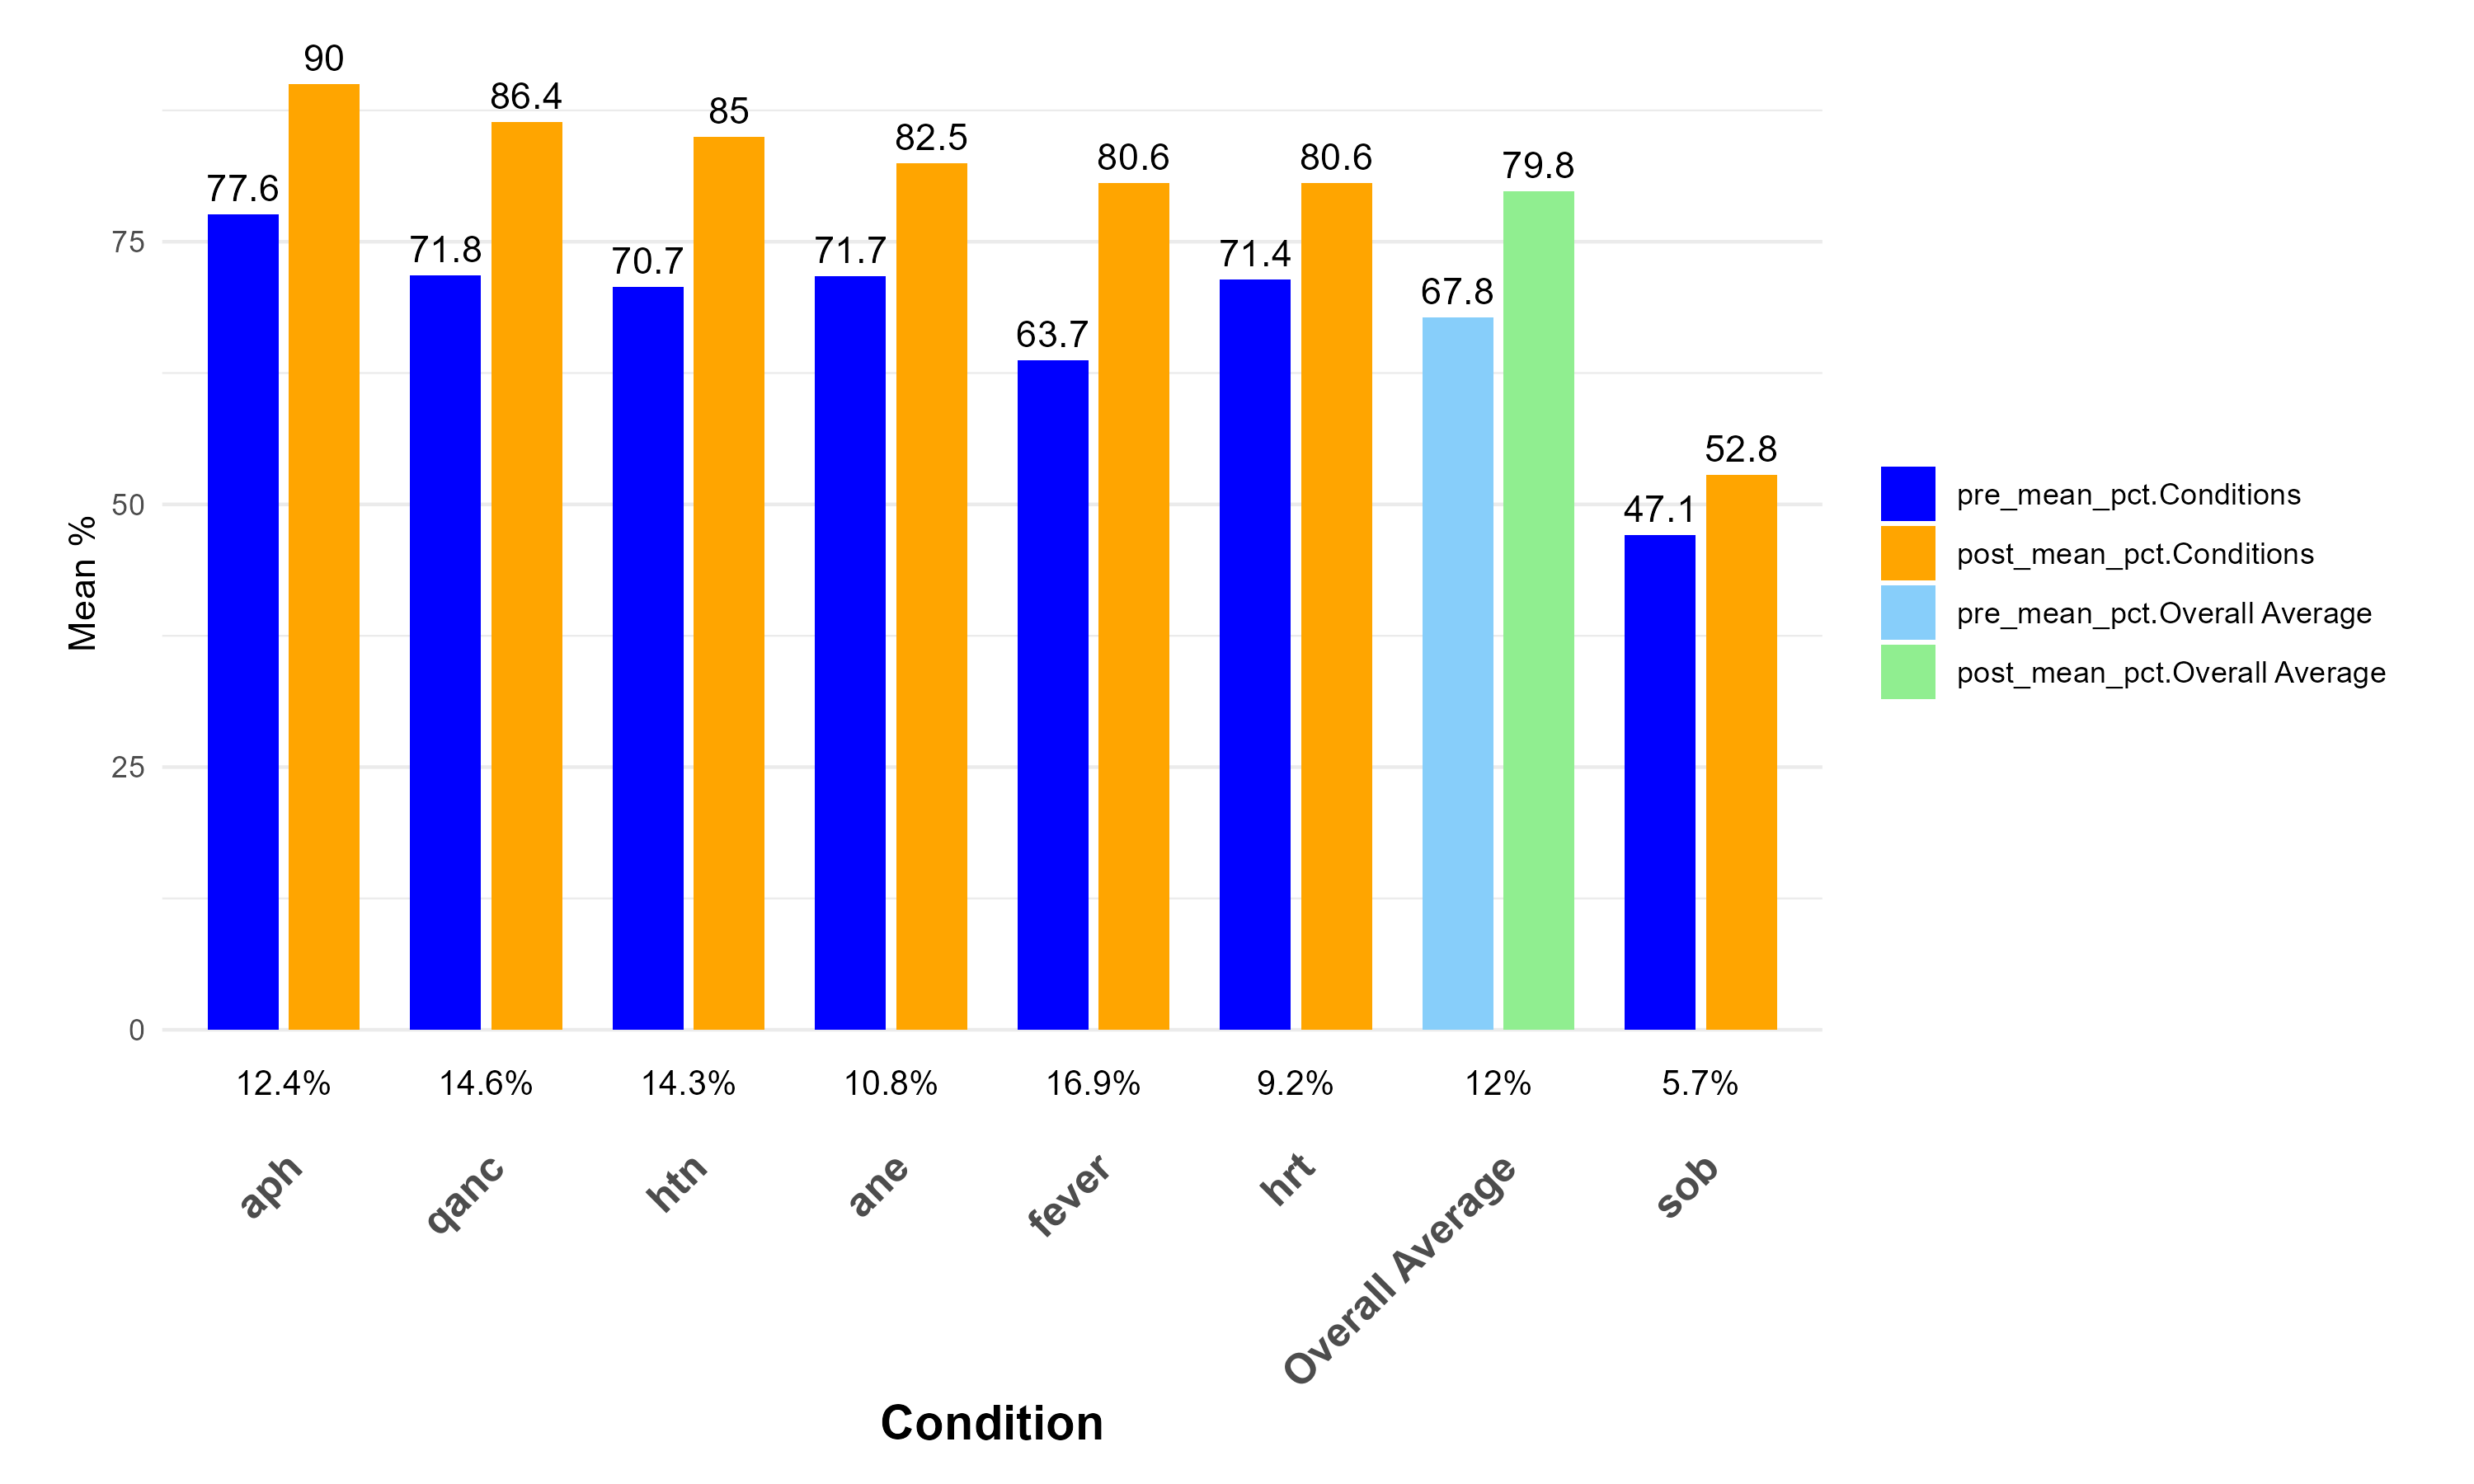 90
86.4
85
82.5
80.6
80.6
79.8
77.6
71.8
70.7
71.7
63.7
71.4
67.8
52.8
47.1
75
50
25
0
Mean %
12.4% 14.6% 14.3% 10.8% 16.9% 9.2% 12% 5.7%
aph
qanc
htn
ane
fever
hrt
Overall Average
sob
Condition
pre_mean_pct.Conditions
post_mean_pct.Conditions
pre_mean_pct.Overall Average
post_mean_pct.Overall Average